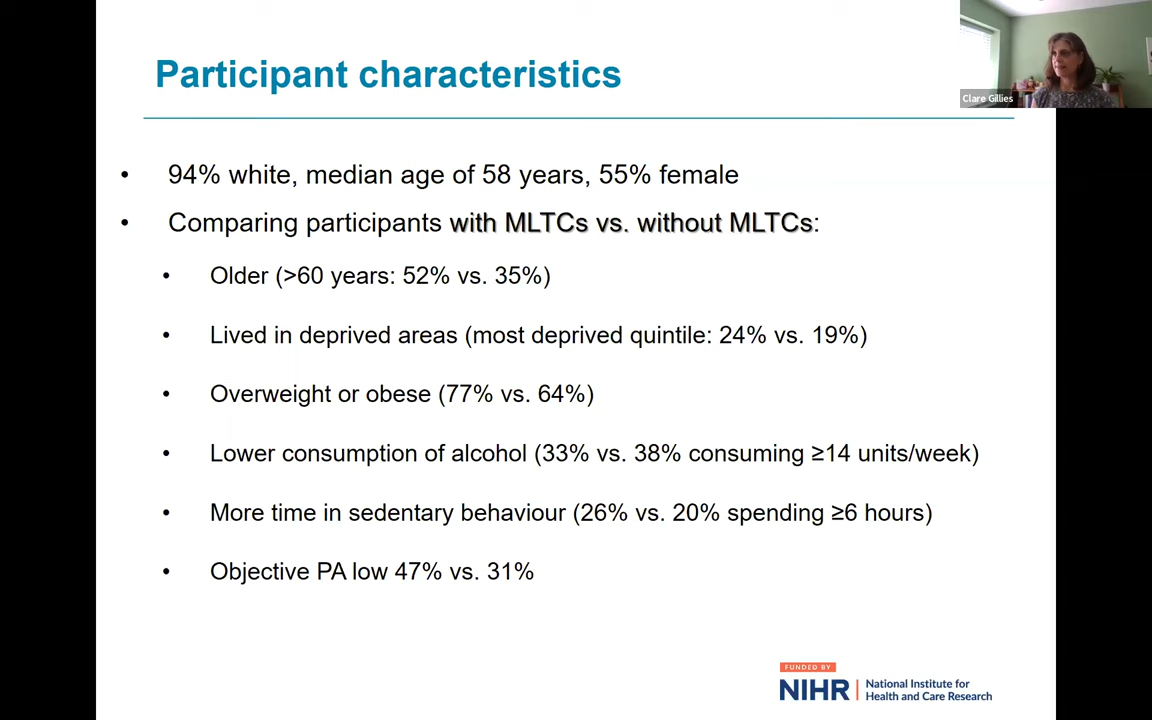 Participant characteristics
Clare Gillies
• 94% white, median age of 58 years, 55% female
• Comparing participants with MLTCs vs. without MLTCs:
• Older (>60 years: 52% vs. 35%)
• Lived in deprived areas (most deprived quintile: 24% vs. 19%)
• Overweight or obese (77% vs. 64%)
• Lower consumption of alcohol (33% vs. 38% consuming ≥14 units/week)
• More time in sedentary behaviour (26% vs. 20% spending ≥6 hours)
• Objective PA low 47% vs. 31%
FUNDED BY
NIHR | National Institute for
Health and Care Research